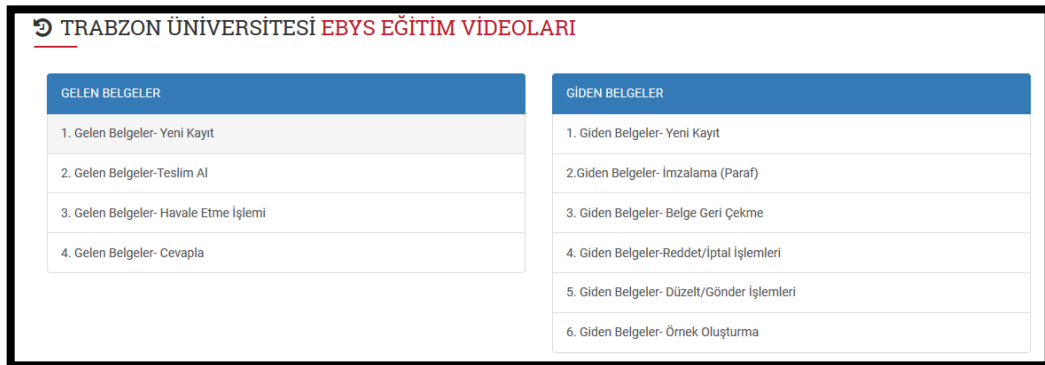 TRABZON ÜNİVERSİTESİ EBYS EĞİTİM VİDEOLARI
GELEN BELGELER
1. Gelen Belgeler- Yeni Kayıt
2. Gelen Belgeler-Teslim Al
3. Gelen Belgeler- Havale Etme İşlemi
4. Gelen Belgeler- Cevapla
GİDEN BELGELER
1. Giden Belgeler- Yeni Kayıt
2.Giden Belgeler- İmzalama (Paraf)
3. Giden Belgeler- Belge Geri Çekme
4. Giden Belgeler-Reddet/İptal İşlemleri
5. Giden Belgeler- Düzelt/Gönder İşlemleri
6. Giden Belgeler- Örnek Oluşturma